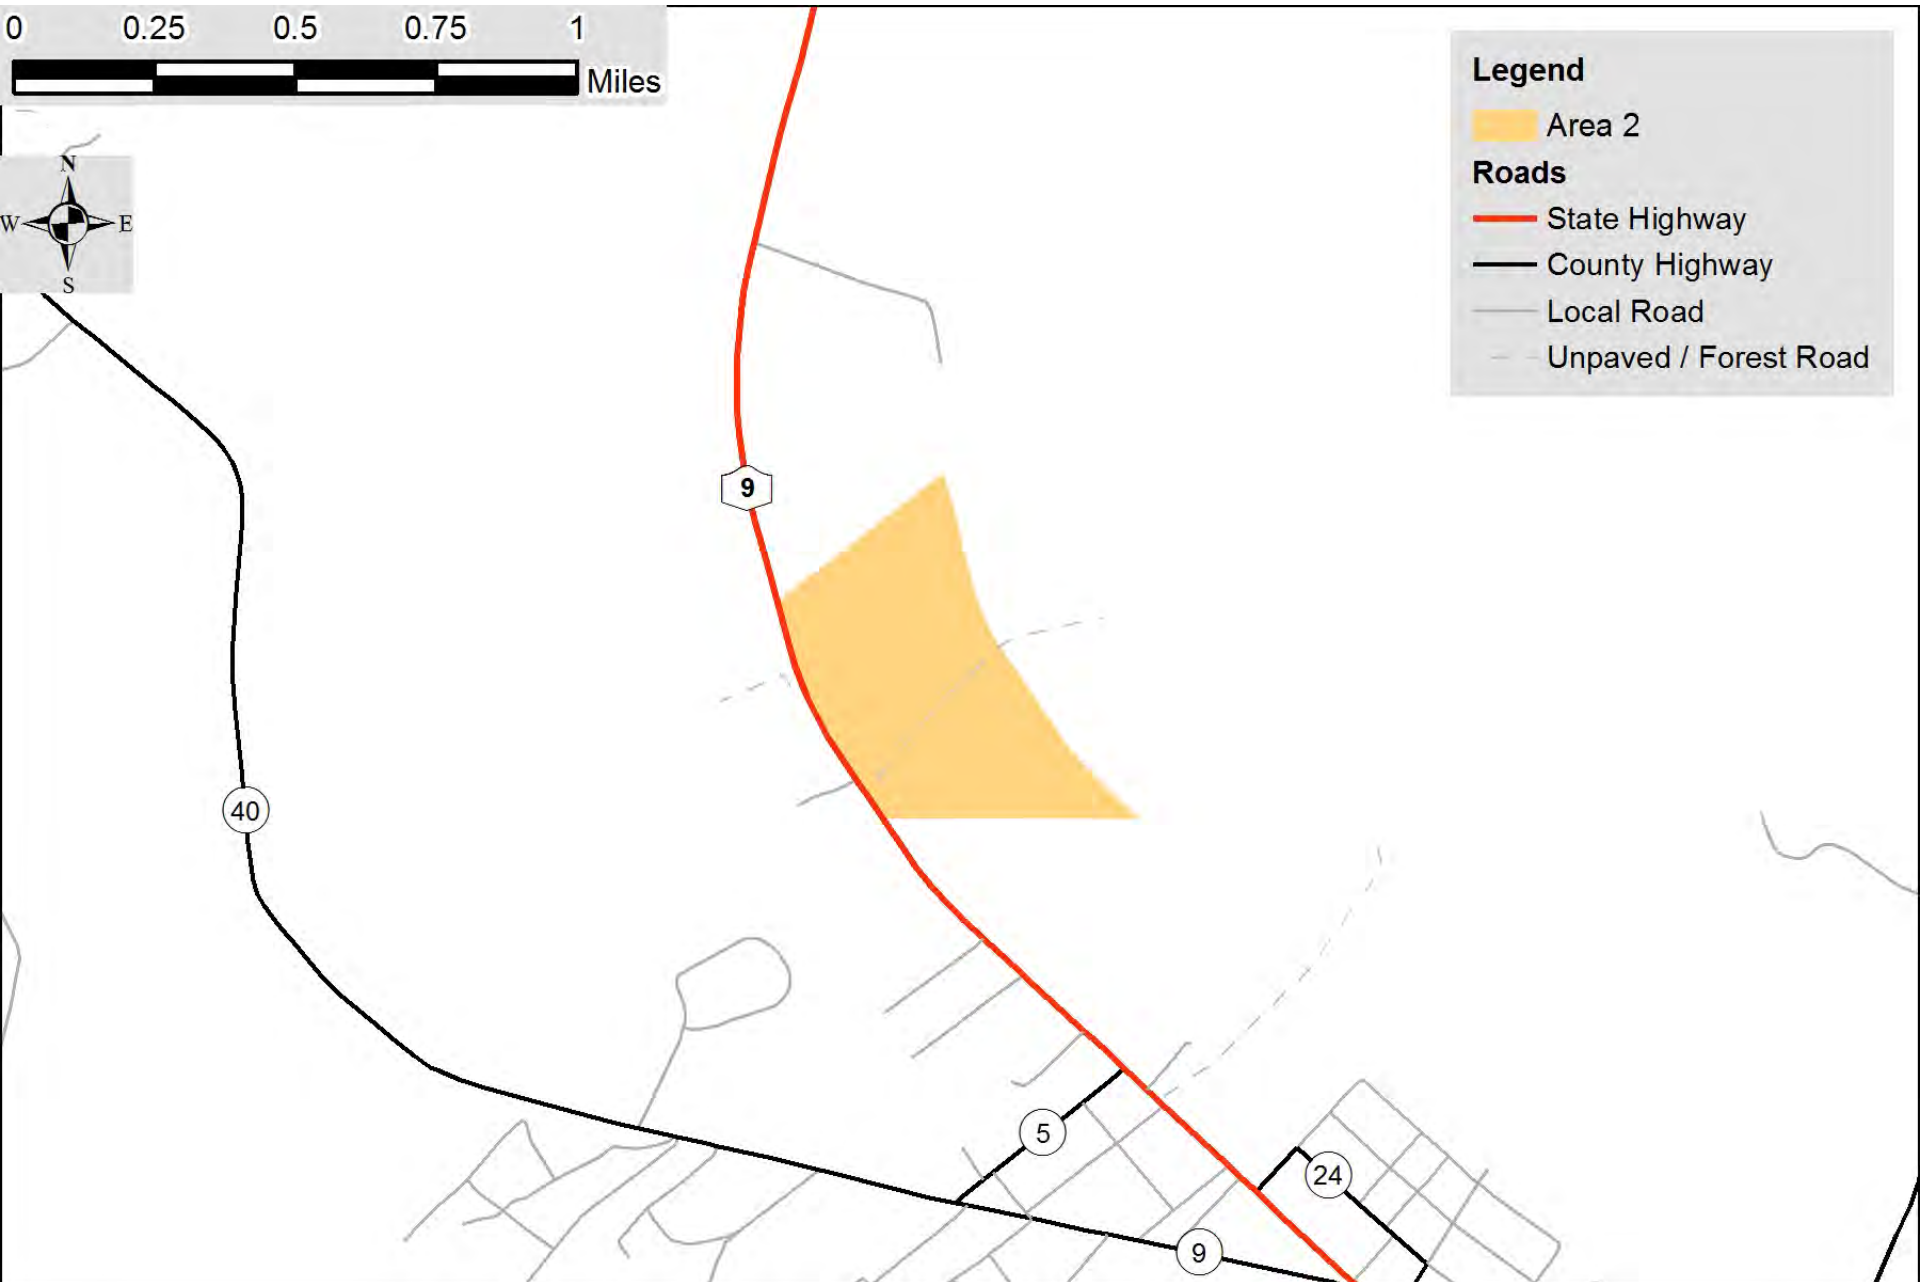 0 0.25 0.5 0.75 1
Miles
N
W E
S
Legend
Area 2
Roads
State Highway
County Highway
Local Road
Unpaved / Forest Road
9
40
5
24
9